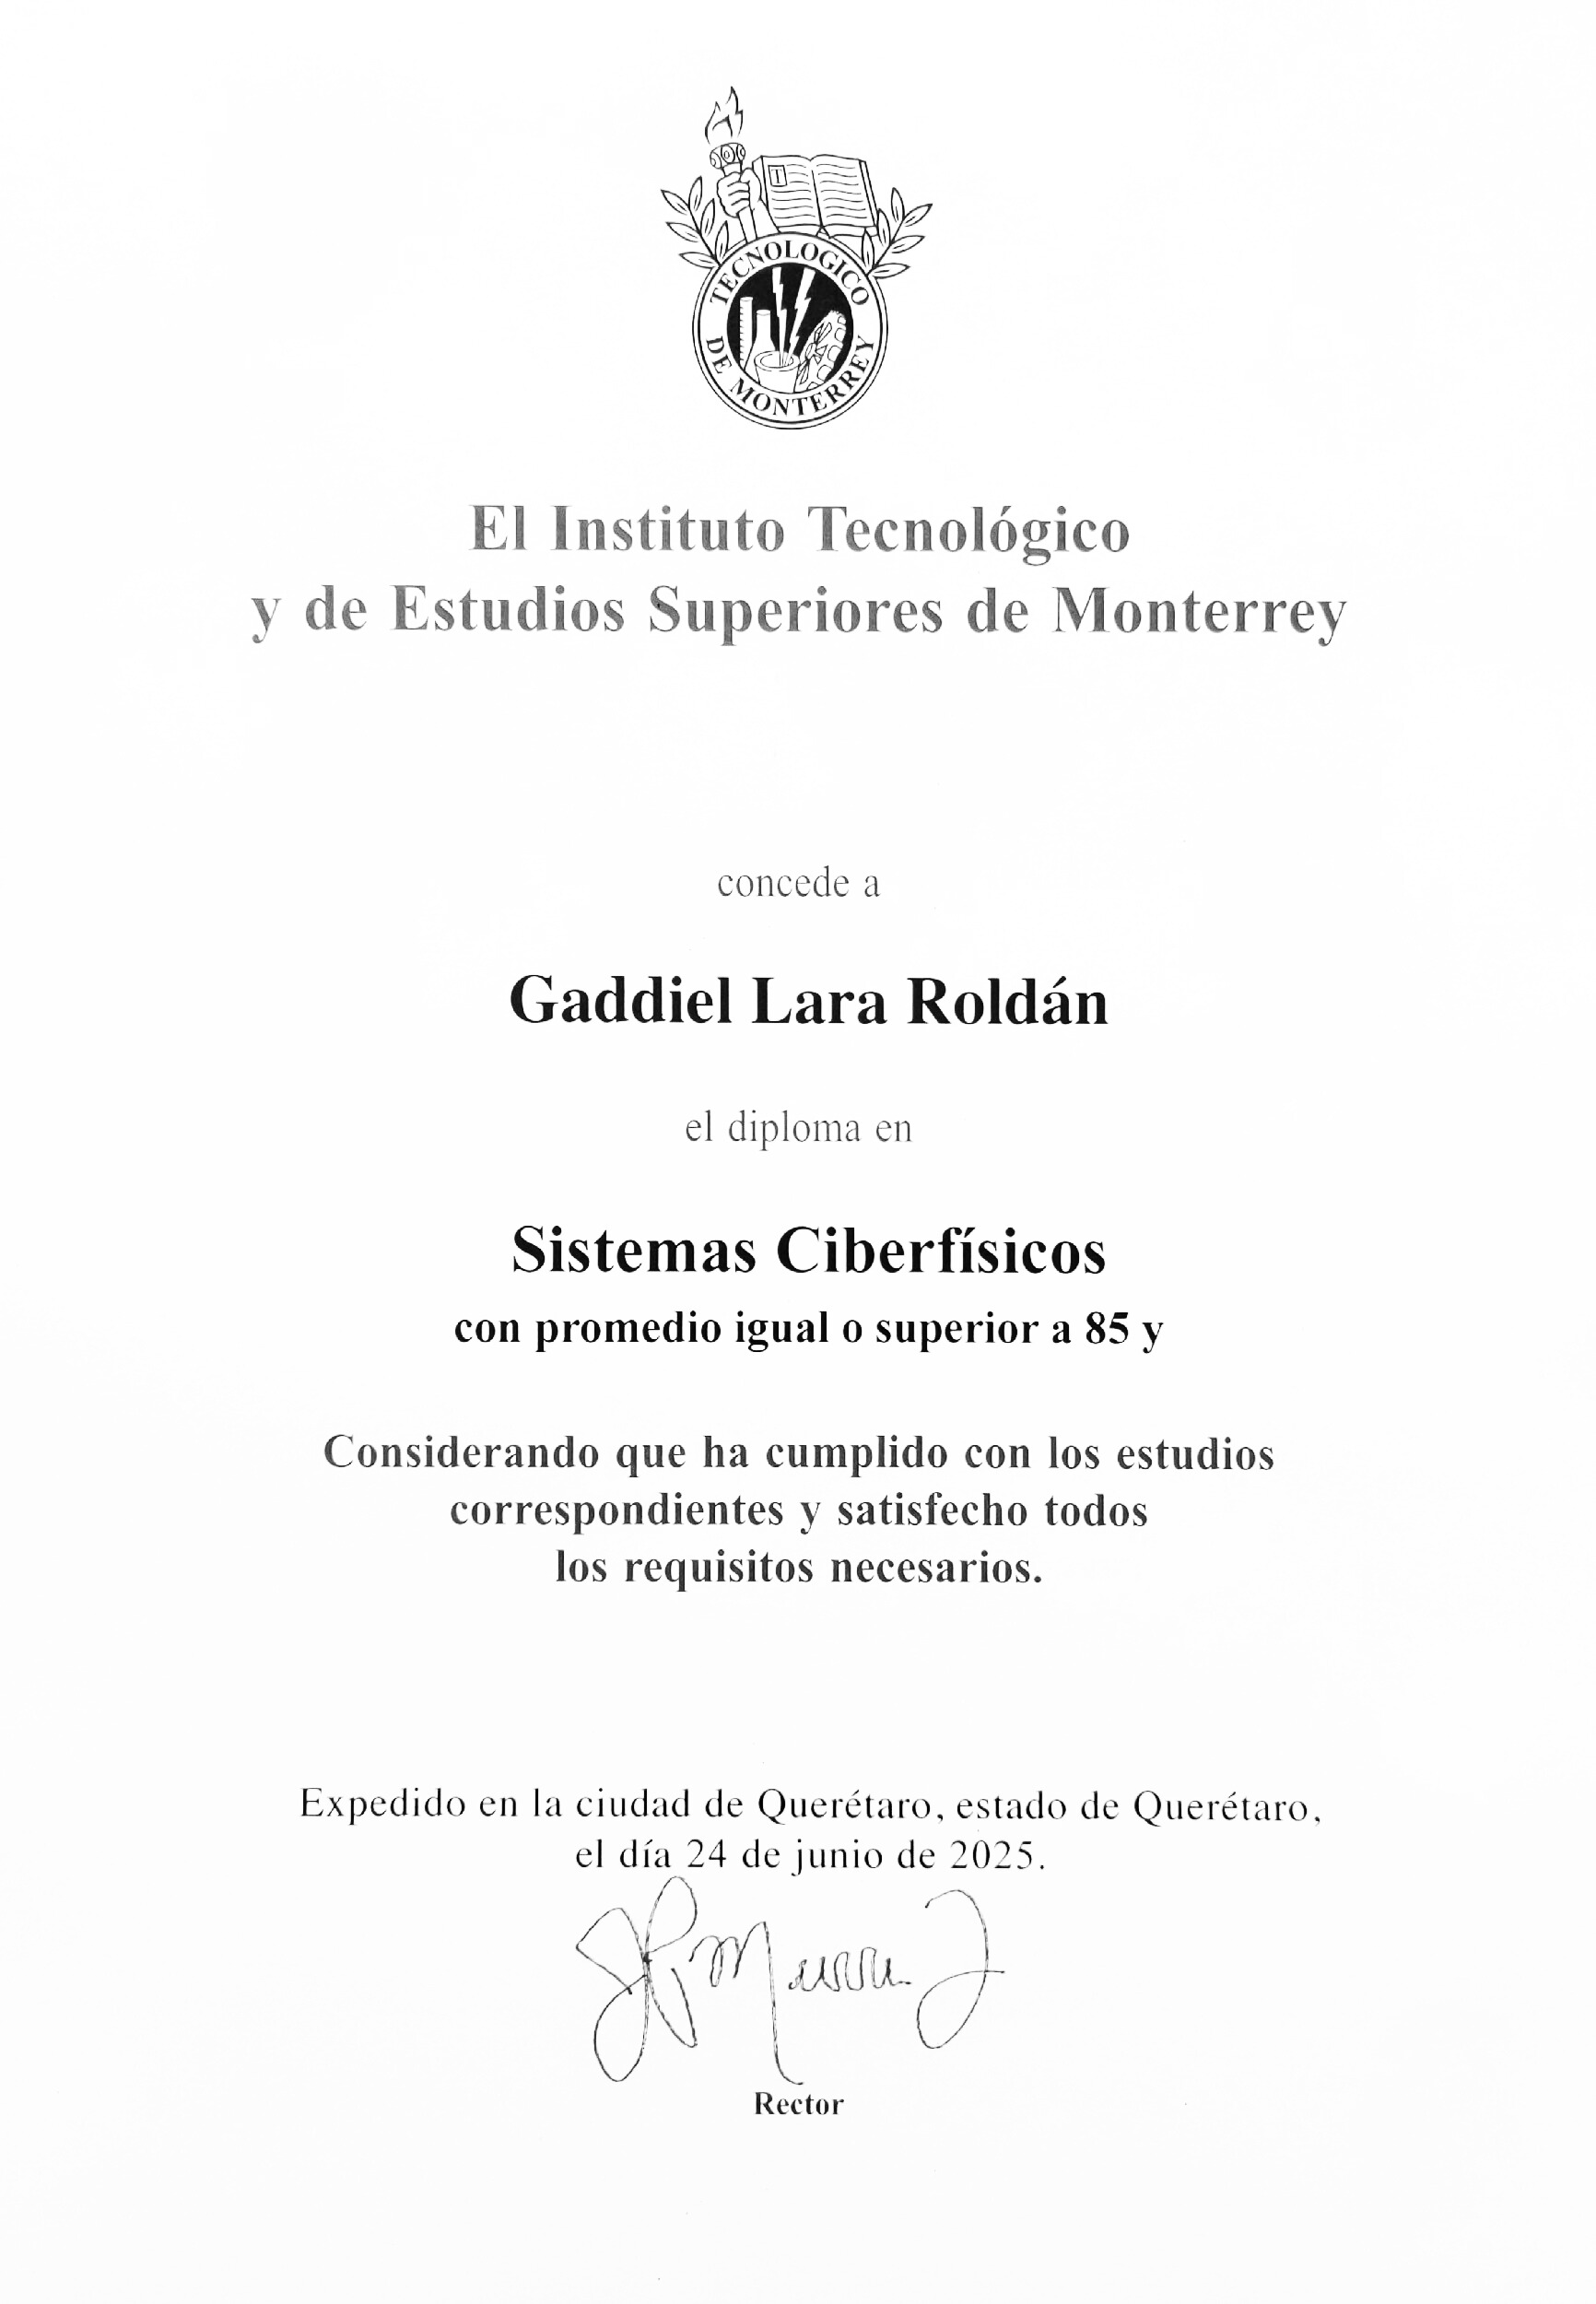 TECNOLOGICO
DE MONTERREY
El Instituto Tecnológico
y de Estudios Superiores de Monterrey
concede a
Gaddiel Lara Roldán
el diploma en
Sistemas Ciberfísicos
con promedio igual o superior a 85 y
Considerando que ha cumplido con los estudios
correspondientes y satisfecho todos
los requisitos necesarios.
Expedido en la ciudad de Querétaro, estado de Querétaro,
el día 24 de junio de 2025.
Rector